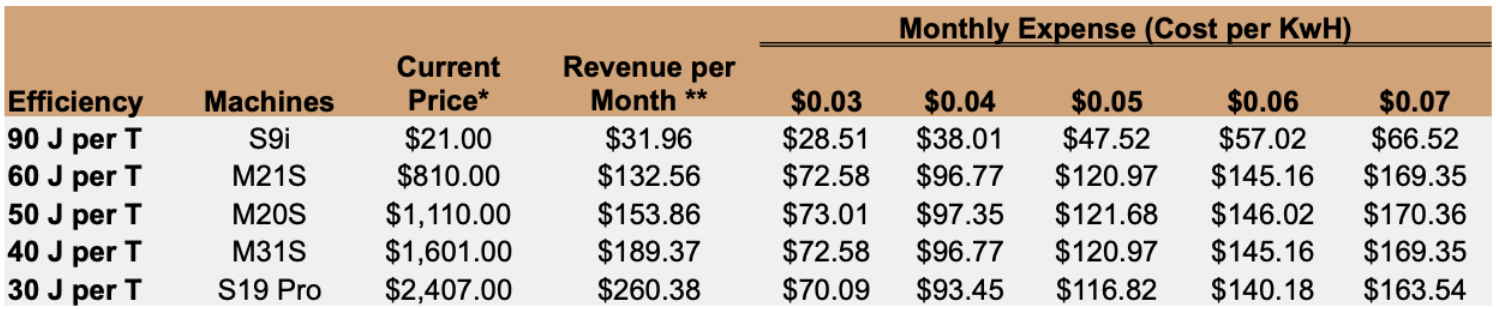 Monthly Expense (Cost per KwH)
Current Revenue per
Efficiency Machines Price* Month ** $0.03 $0.04 $0.05 $0.06 $0.07
90 J per T S9i $21.00 $31.96 $28.51 $38.01 $47.52 $57.02 $66.52
60 J per T M21S $810.00 $132.56 $72.58 $96.77 $120.97 $145.16 $169.35
50 J per T M20S $1,110.00 $153.86 $73.01 $97.35 $121.68 $146.02 $170.36
40 J per T M31S $1,601.00 $189.37 $72.58 $96.77 $120.97 $145.16 $169.35
30 J per T S19 Pro $2,407.00 $260.38 $70.09 $93.45 $116.82 $140.18 $163.54